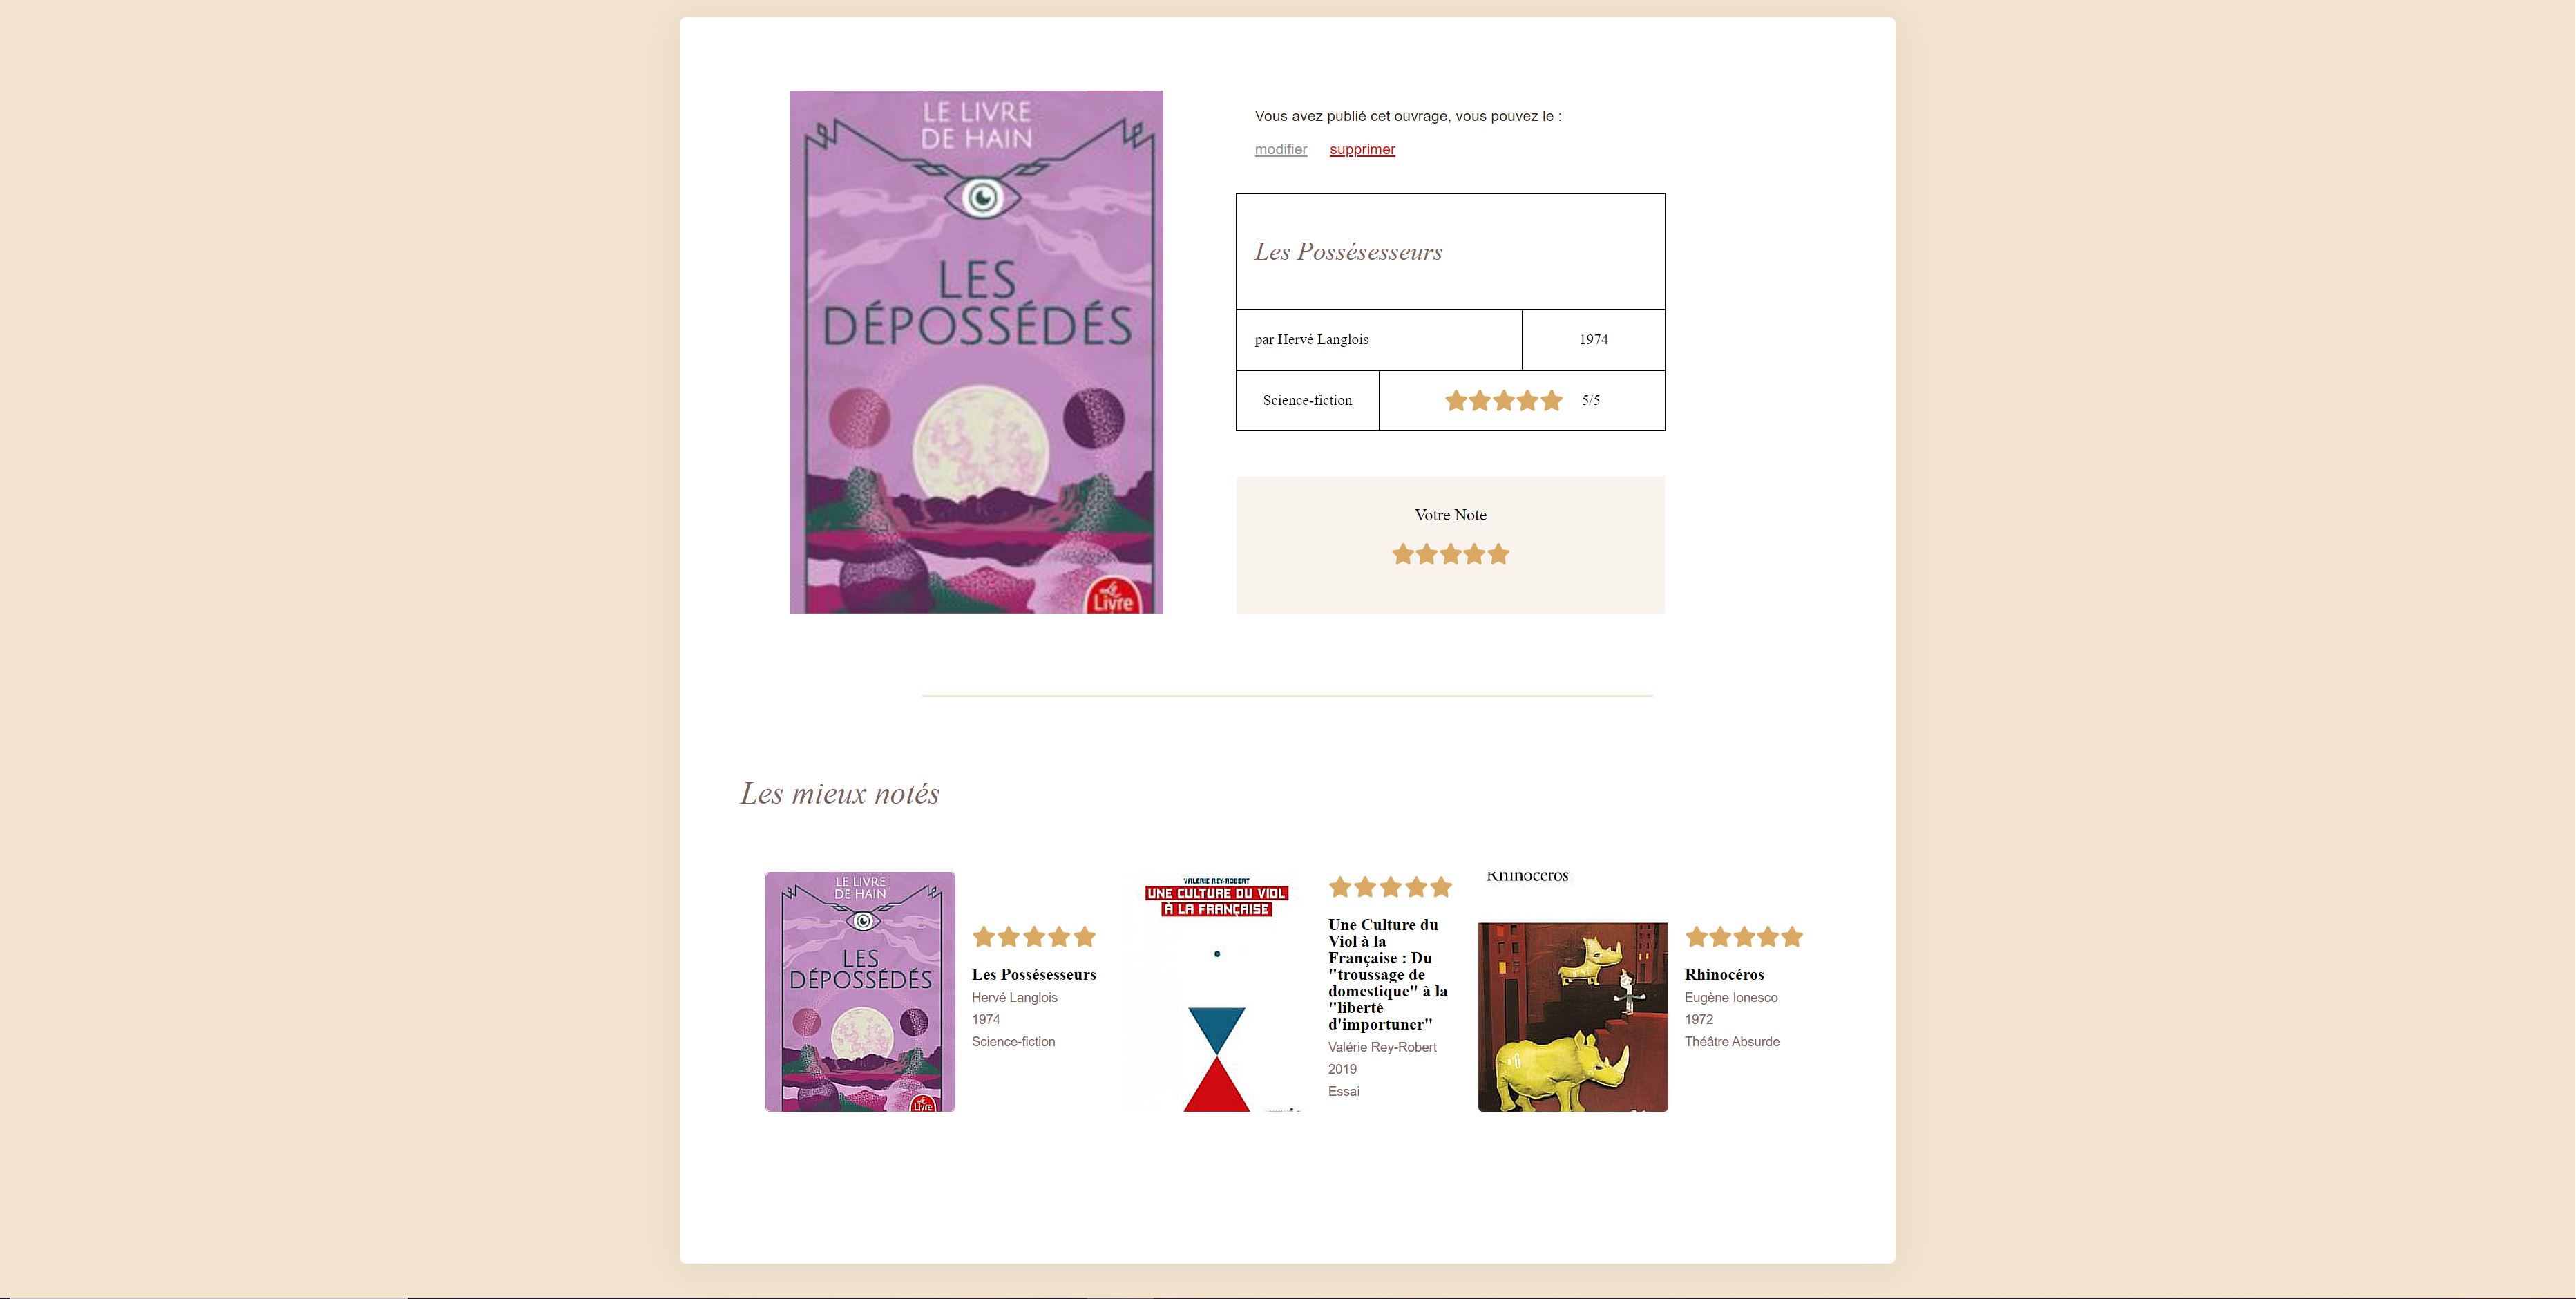 LE LIVRE
DE HAIN
LES
DÉPOSSÉDÉS
Le
Livre
Vous avez publié cet ouvrage, vous pouvez le :
modifier supprimer
Les Possésesseurs
par Hervé Langlois 1974
Science-fiction 5/5
Votre Note
Les mieux notés
LE LIVRE
DE HAIN
LES
DÉPOSSÉDÉS
Le
Livre
Les Possésesseurs
Hervé Langlois
1974
Science-fiction
VALÉRIE REY-ROBERT
UNE CULTURE DU VIOL
À LA FRANÇAISE
Une Culture du
Viol à la
Française : Du
"troussage de
domestique" à la
"liberté
d'importuner"
Valérie Rey-Robert
2019
Essai
Rhinocéros
Rhinocéros
Eugène Ionesco
1972
Théâtre Absurde